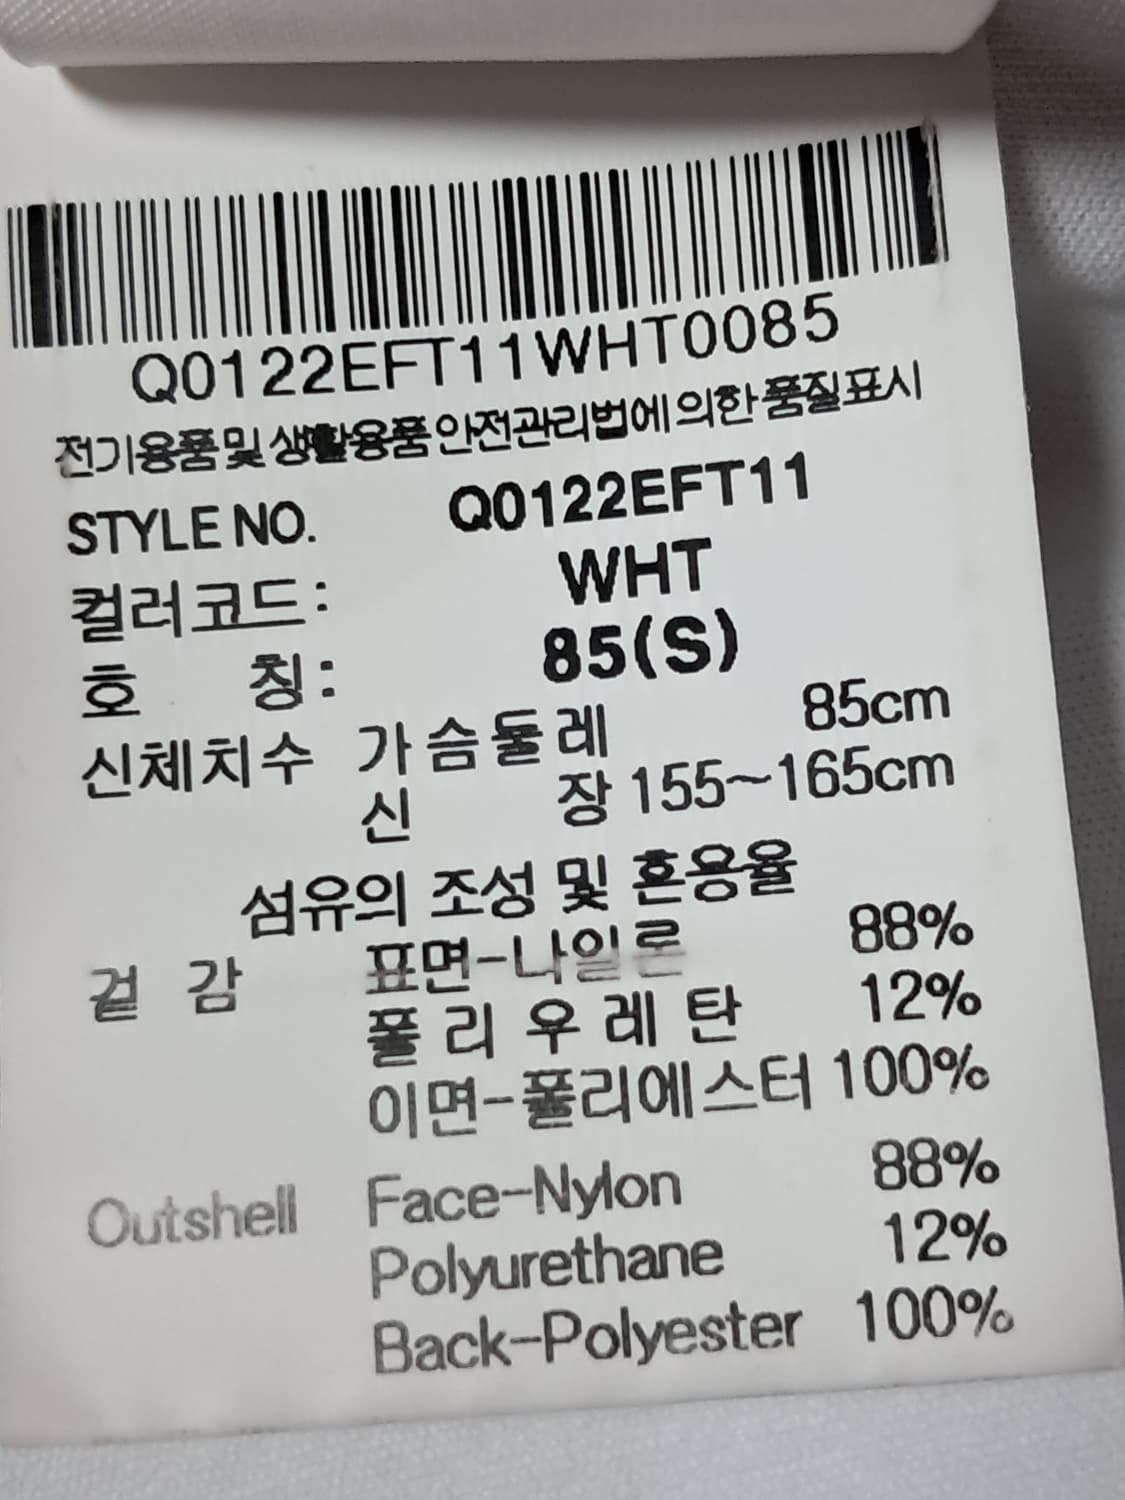 Q0122EFT11WHT0085
전기용품 및 생활용품 안전관리법에 의한 품질표시
STYLE NO. Q0122EFT11
컬러코드: WHT
호 칭: 85(S)
신체치수 가슴둘레 85cm
신 장 155~165cm
섬유의 조성 및 혼용율
겉 감 표면-나일론 88%
폴리우레탄 12%
이면-폴리에스터 100%
Outshell Face-Nylon 88%
Polyurethane 12%
Back-Polyester 100%